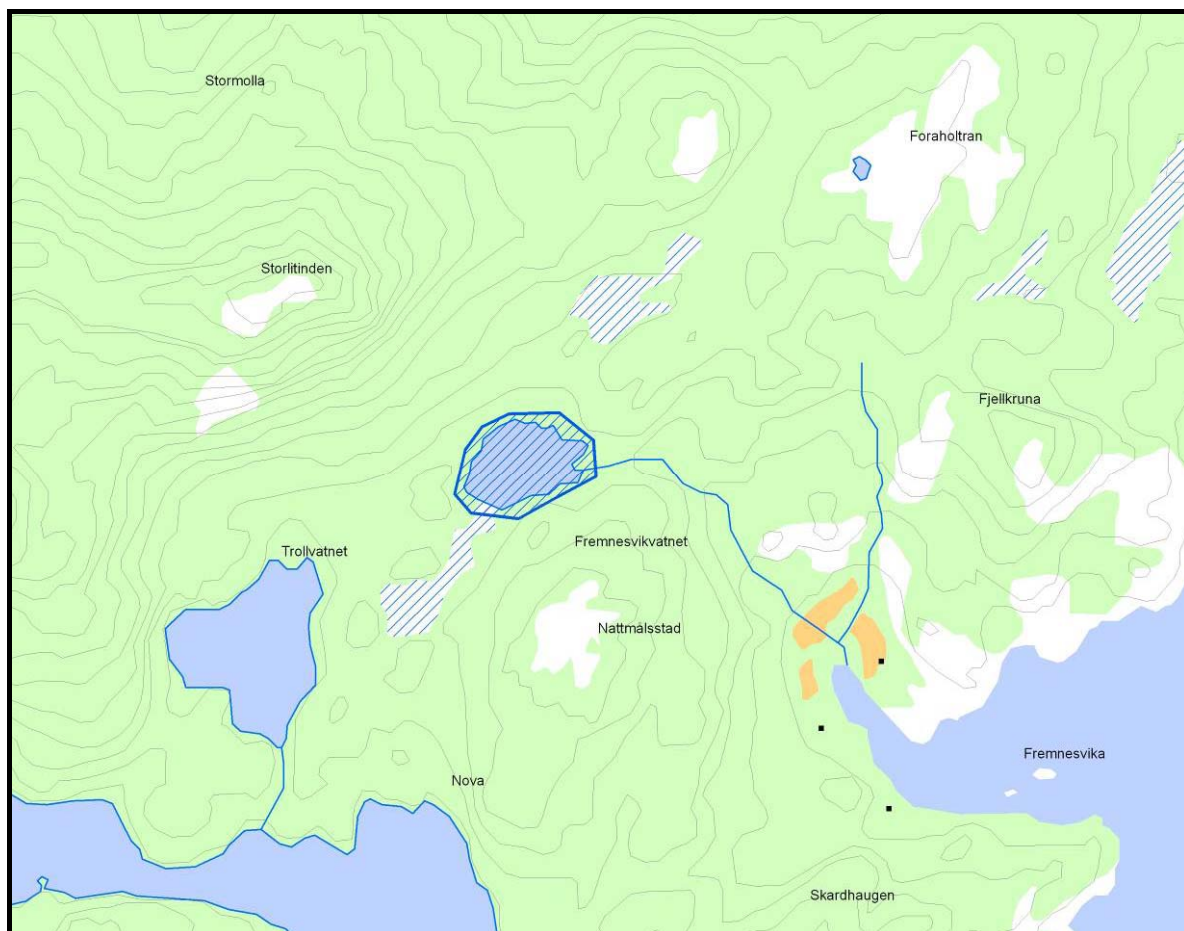 Stormolla
Foraholtran
Storlitinden
Fjellkruna
Fremnesvikvatnet
Trollvatnet
Nattmålsstad
Fremnesvika
Nova
Skardhaugen